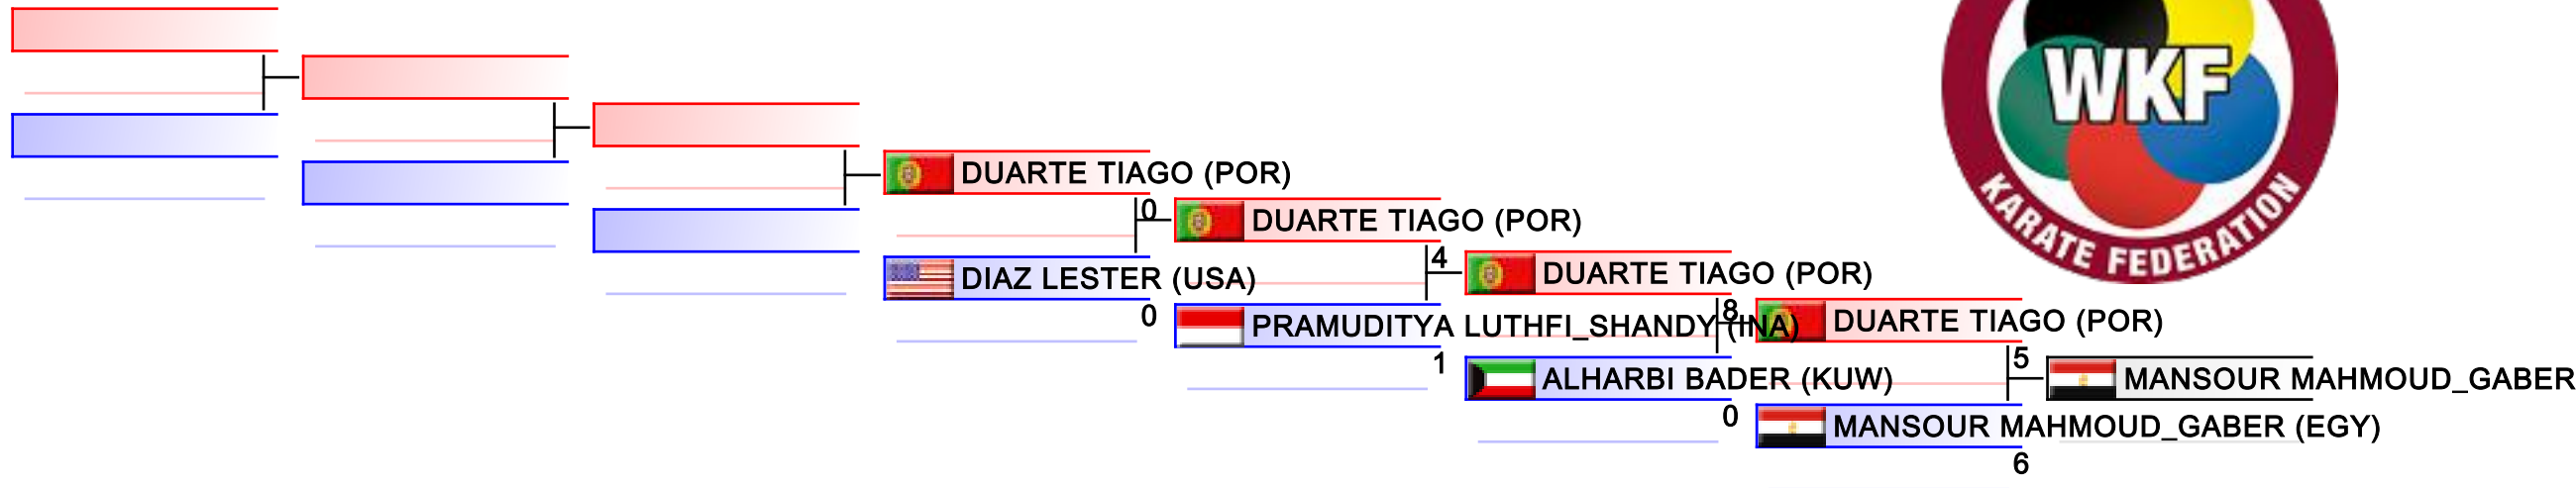 WKF
KARATE FEDERATION
DUARTE TIAGO (POR)
0
DIAZ LESTER (USA)
0
DUARTE TIAGO (POR)
4
PRAMUDITYA LUTHFI_SHANDY (INA)
1
DUARTE TIAGO (POR)
8
ALHARBI BADER (KUW)
0
DUARTE TIAGO (POR)
5
MANSOUR MAHMOUD_GABER (EGY)
6
MANSOUR MAHMOUD_GABER